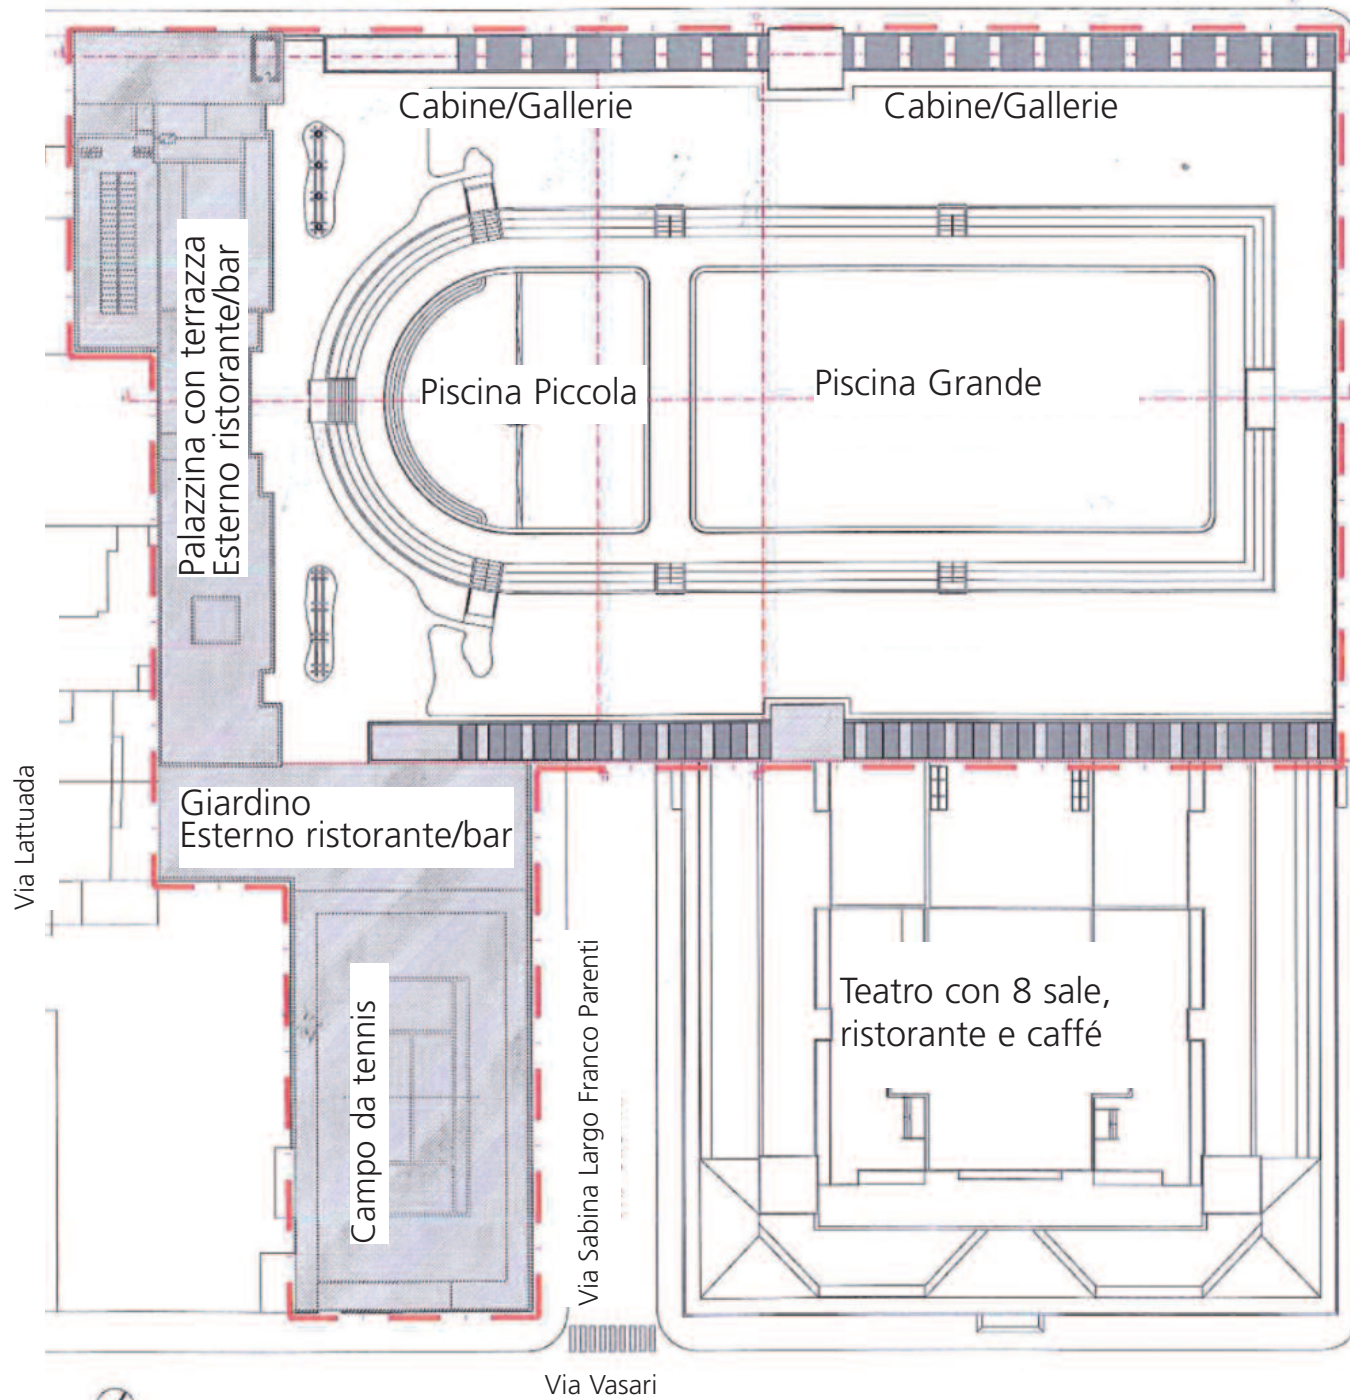 Cabine/Gallerie
Cabine/Gallerie
Palazzina con terrazza
Esterno ristorante/bar
Piscina Piccola
Piscina Grande
Giardino
Esterno ristorante/bar
Via Lattuada
Campo da tennis
Via Sabina Largo Franco Parenti
Teatro con 8 sale,
ristorante e caffé
Via Vasari